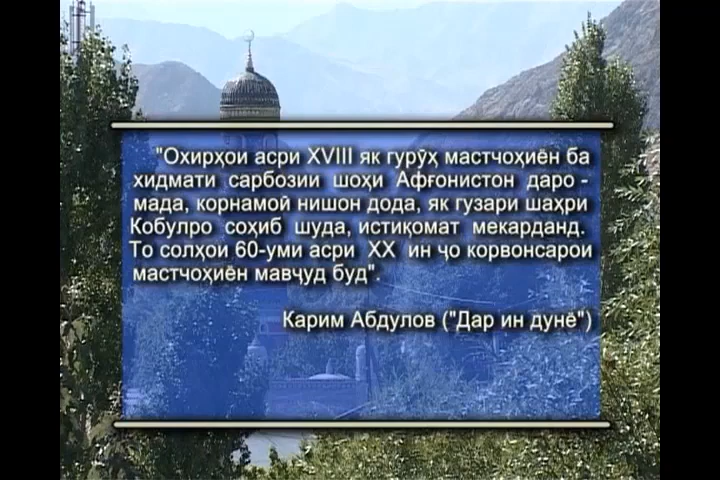 "Охирҳои асри XVIII як гурӯҳ мастчоҳиён ба
хидмати сарбозии шоҳи Афғонистон даро -
мада, корнамоӣ нишон дода, як гузари шаҳри
Кобулро соҳиб шуда, истиқомат мекарданд.
То солҳои 60-уми асри XX ин ҷо корвонсарои
мастчоҳиён мавҷуд буд".
Карим Абдулов ("Дар ин дунё")